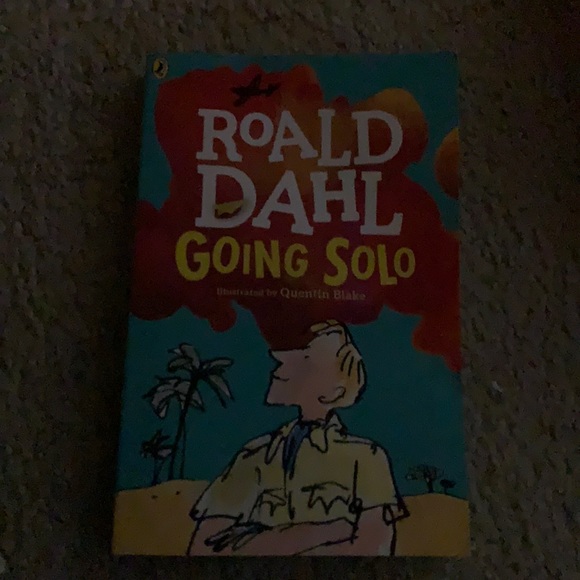 ROALD
DAHL
GOING SOLO
Illustrated by Quentin Blake